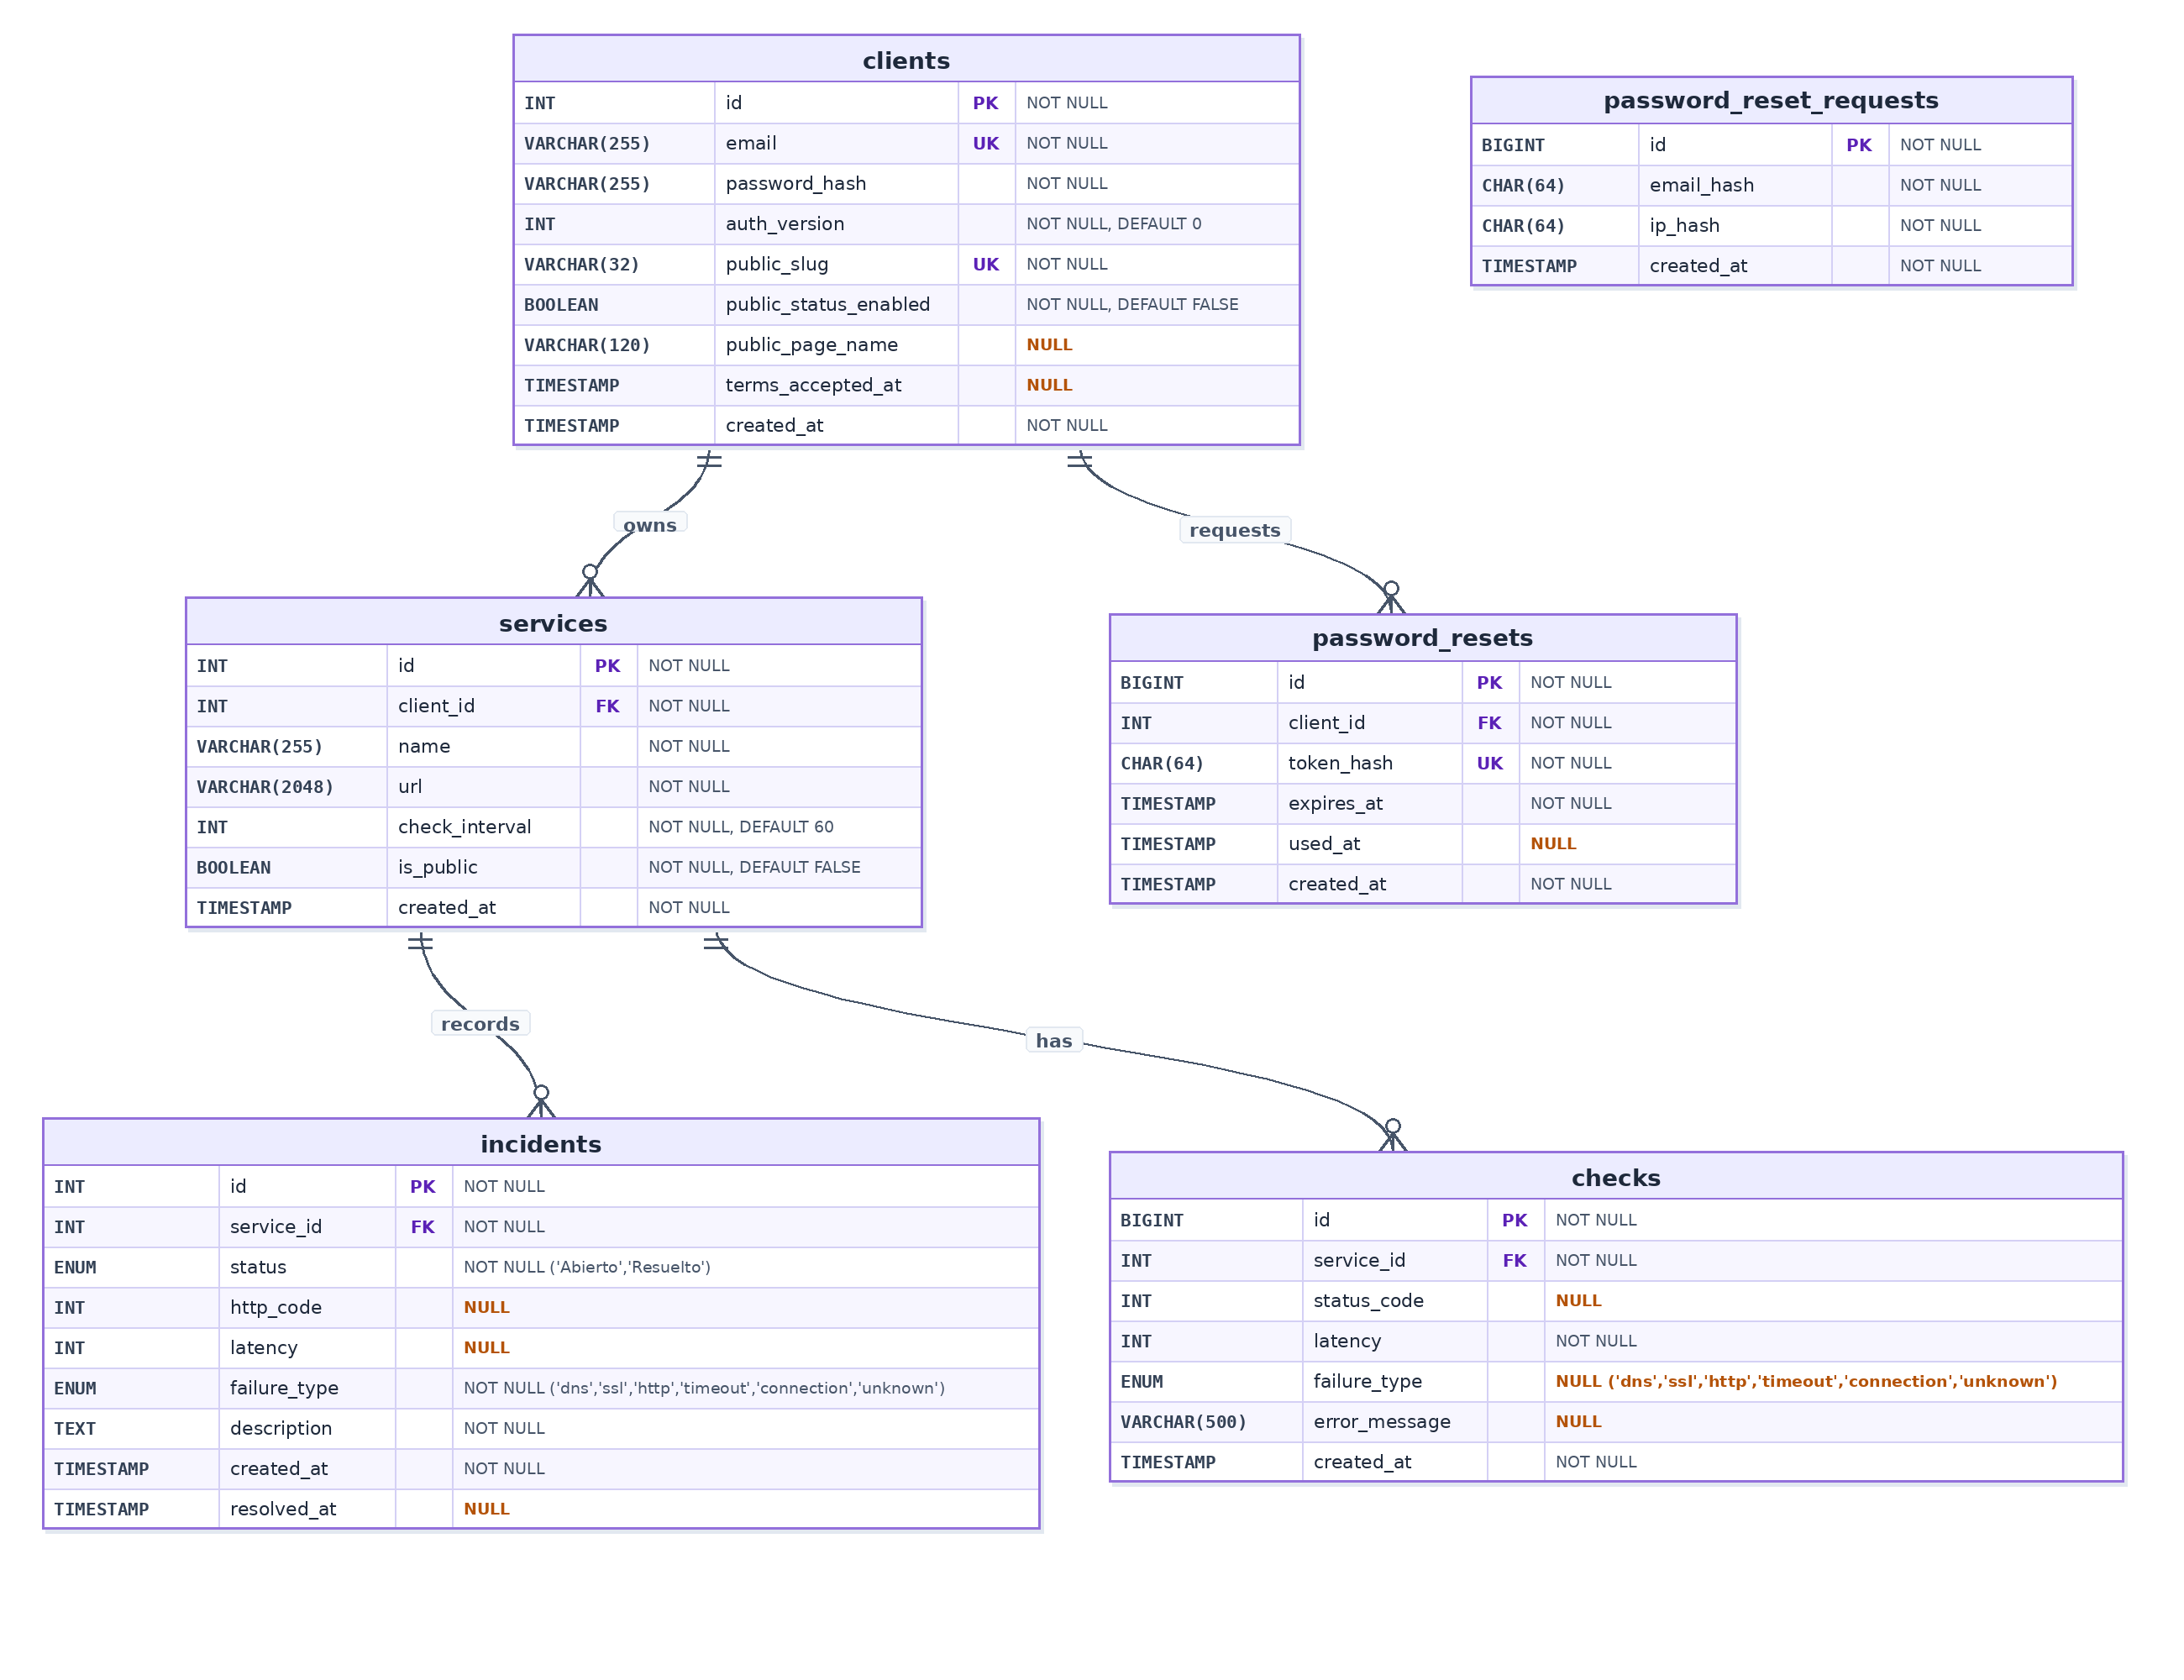 clients
INT id PK NOT NULL
VARCHAR(255) email UK NOT NULL
VARCHAR(255) password_hash NOT NULL
INT auth_version NOT NULL, DEFAULT 0
VARCHAR(32) public_slug UK NOT NULL
BOOLEAN public_status_enabled NOT NULL, DEFAULT FALSE
VARCHAR(120) public_page_name NULL
TIMESTAMP terms_accepted_at NULL
TIMESTAMP created_at NOT NULL
password_reset_requests
BIGINT id PK NOT NULL
CHAR(64) email_hash NOT NULL
CHAR(64) ip_hash NOT NULL
TIMESTAMP created_at NOT NULL
owns
requests
services
INT id PK NOT NULL
INT client_id FK NOT NULL
VARCHAR(255) name NOT NULL
VARCHAR(2048) url NOT NULL
INT check_interval NOT NULL, DEFAULT 60
BOOLEAN is_public NOT NULL, DEFAULT FALSE
TIMESTAMP created_at NOT NULL
password_resets
BIGINT id PK NOT NULL
INT client_id FK NOT NULL
CHAR(64) token_hash UK NOT NULL
TIMESTAMP expires_at NOT NULL
TIMESTAMP used_at NULL
TIMESTAMP created_at NOT NULL
records
has
incidents
INT id PK NOT NULL
INT service_id FK NOT NULL
ENUM status NOT NULL ('Abierto','Resuelto')
INT http_code NULL
INT latency NULL
ENUM failure_type NOT NULL ('dns','ssl','http','timeout','connection','unknown')
TEXT description NOT NULL
TIMESTAMP created_at NOT NULL
TIMESTAMP resolved_at NULL
checks
BIGINT id PK NOT NULL
INT service_id FK NOT NULL
INT status_code NULL
INT latency NOT NULL
ENUM failure_type NULL ('dns','ssl','http','timeout','connection','unknown')
VARCHAR(500) error_message NULL
TIMESTAMP created_at NOT NULL